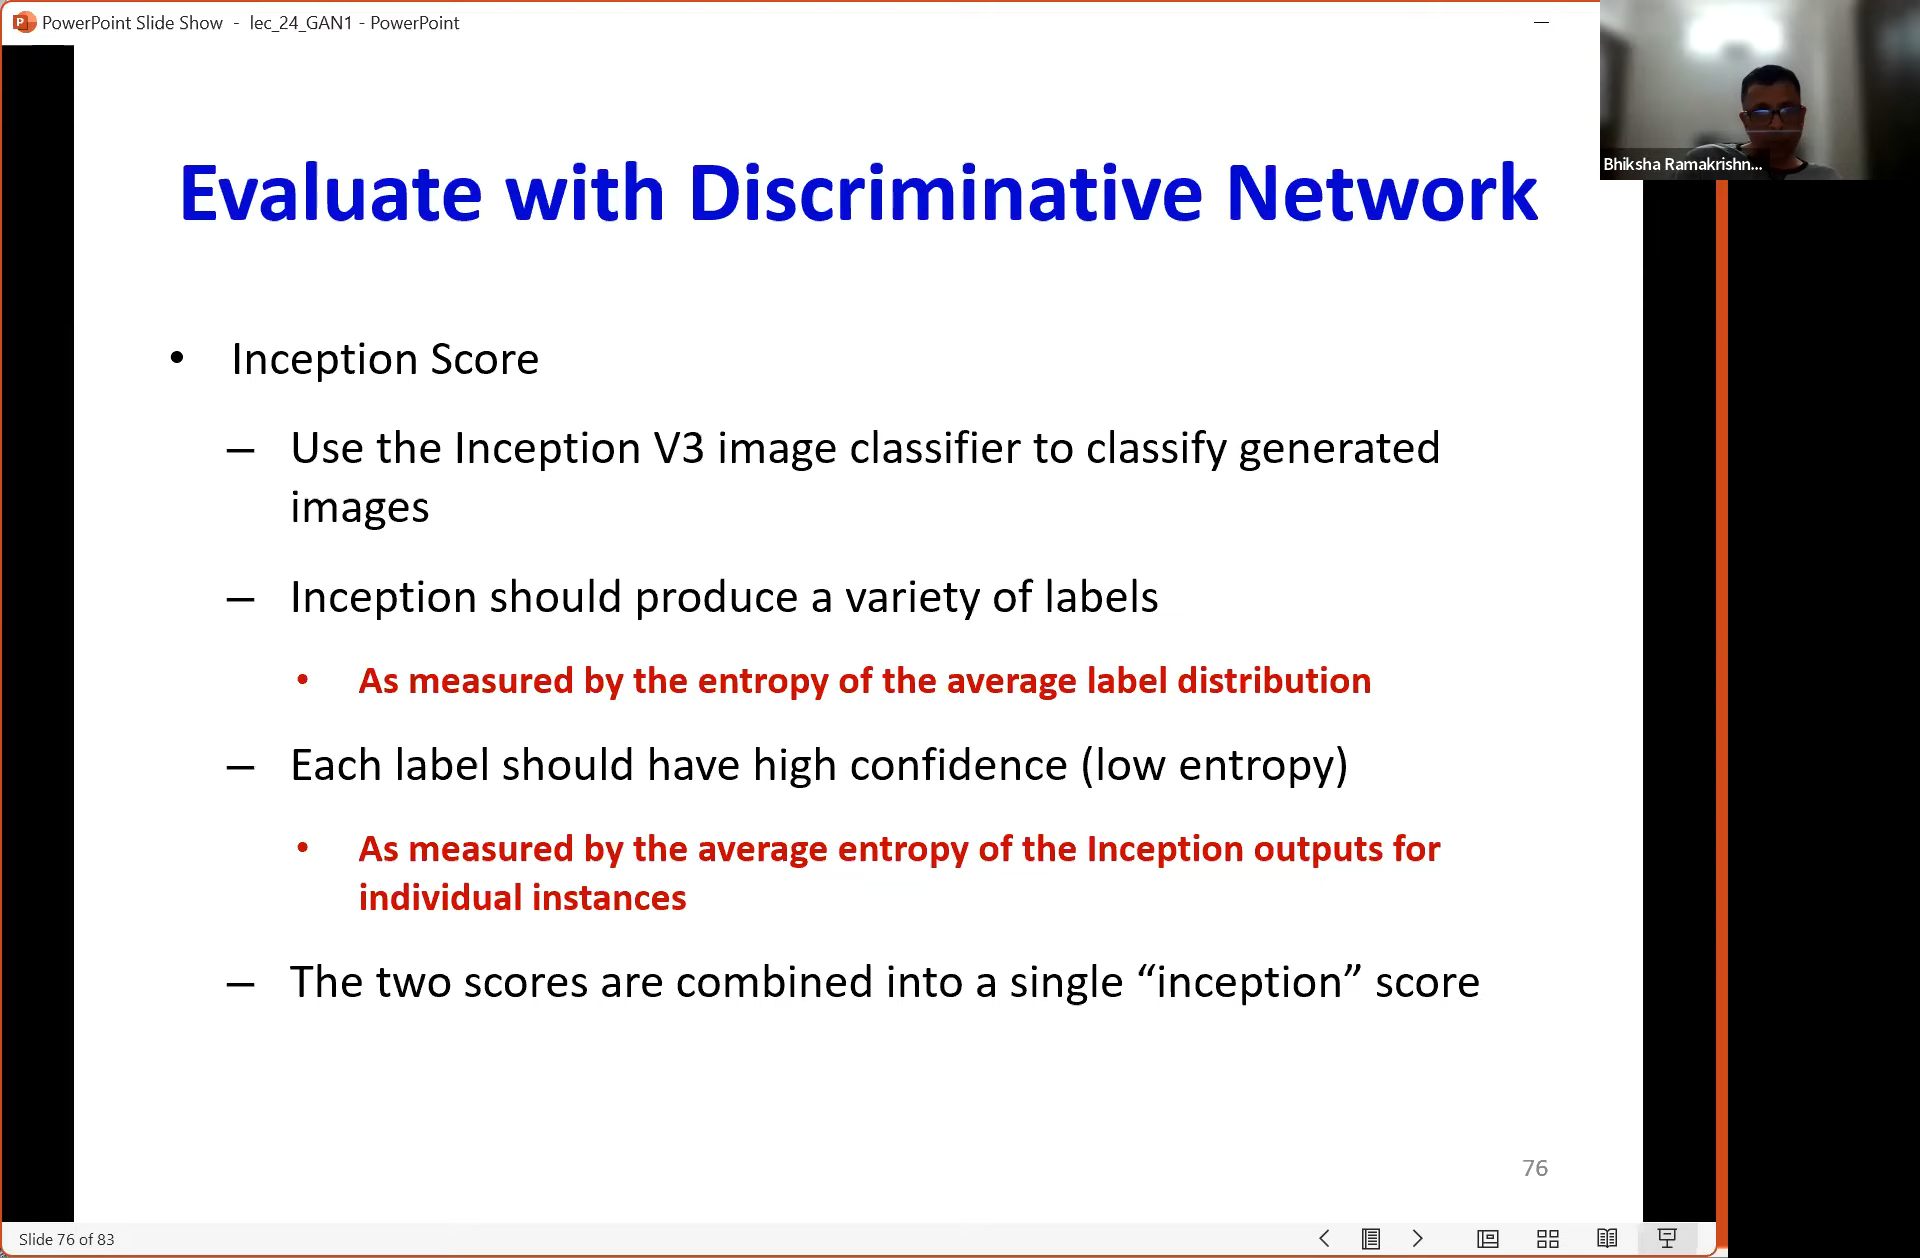 PowerPoint Slide Show - lec_24_GAN1 - PowerPoint
Bhiksha Ramakrishn...
Evaluate with Discriminative Network
• Inception Score
– Use the Inception V3 image classifier to classify generated
images
– Inception should produce a variety of labels
• As measured by the entropy of the average label distribution
– Each label should have high confidence (low entropy)
• As measured by the average entropy of the Inception outputs for
individual instances
– The two scores are combined into a single “inception” score
76
Slide 76 of 83